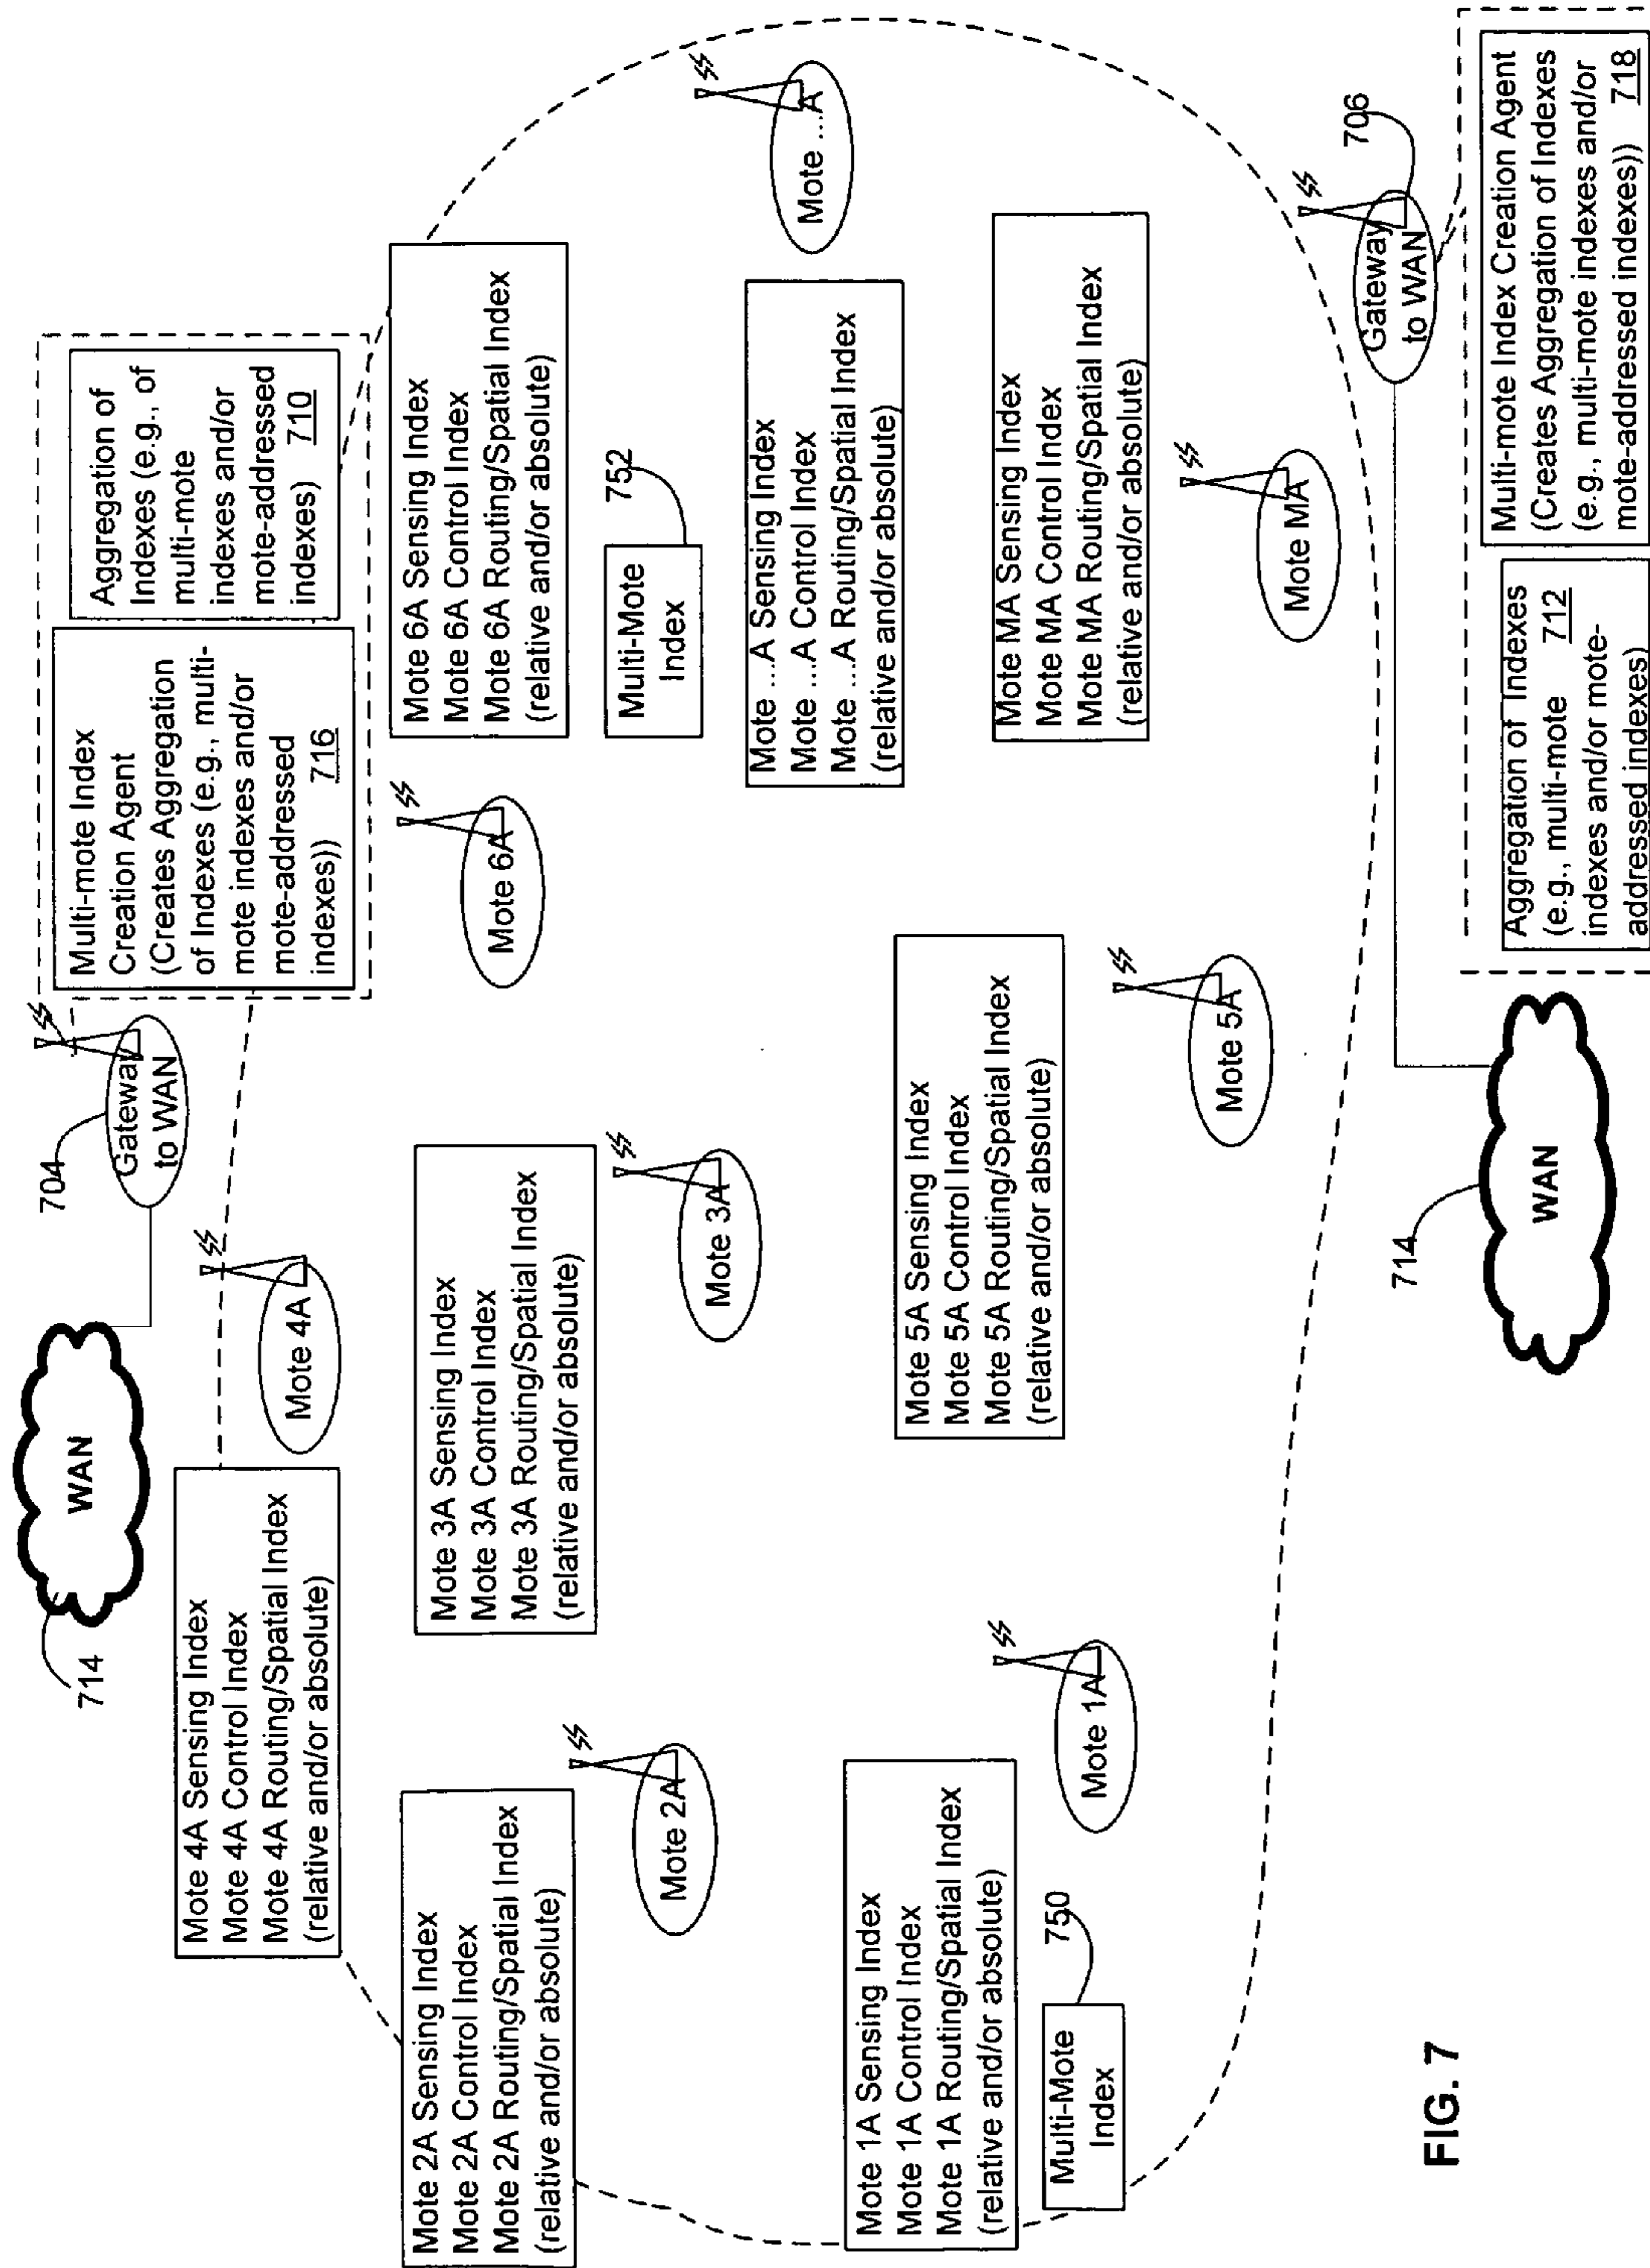 714
WAN
704
Gateway
to WAN
Multi-mote Index
Creation Agent
(Creates Aggregation
of Indexes (e.g., multi-
mote indexes and/or
mote-addressed
indexes)) 716
Aggregation of
Indexes (e.g., of
multi-mote
indexes and/or
mote-addressed
indexes) 710
Mote 4A Sensing Index
Mote 4A Control Index
Mote 4A Routing/Spatial Index
(relative and/or absolute)
Mote 4A
Mote 2A Sensing Index
Mote 2A Control Index
Mote 2A Routing/Spatial Index
(relative and/or absolute)
Mote 2A
Mote 3A Sensing Index
Mote 3A Control Index
Mote 3A Routing/Spatial Index
(relative and/or absolute)
Mote 3A
Mote 6A
Mote 6A Sensing Index
Mote 6A Control Index
Mote 6A Routing/Spatial Index
(relative and/or absolute)
Multi-Mote
Index
752
Mote ...A Sensing Index
Mote ...A Control Index
Mote ...A Routing/Spatial Index
(relative and/or absolute)
Mote ...A
Mote 1A Sensing Index
Mote 1A Control Index
Mote 1A Routing/Spatial Index
(relative and/or absolute)
Multi-Mote
Index
750
Mote 1A
Mote 5A Sensing Index
Mote 5A Control Index
Mote 5A Routing/Spatial Index
(relative and/or absolute)
Mote 5A
Mote MA Sensing Index
Mote MA Control Index
Mote MA Routing/Spatial Index
(relative and/or absolute)
Mote MA
706
Gateway
to WAN
714
WAN
Aggregation of Indexes
(e.g., multi-mote 712
indexes and/or mote-
addressed indexes)
Multi-mote Index Creation Agent
(Creates Aggregation of Indexes
(e.g., multi-mote indexes and/or
mote-addressed indexes)) 718
FIG. 7